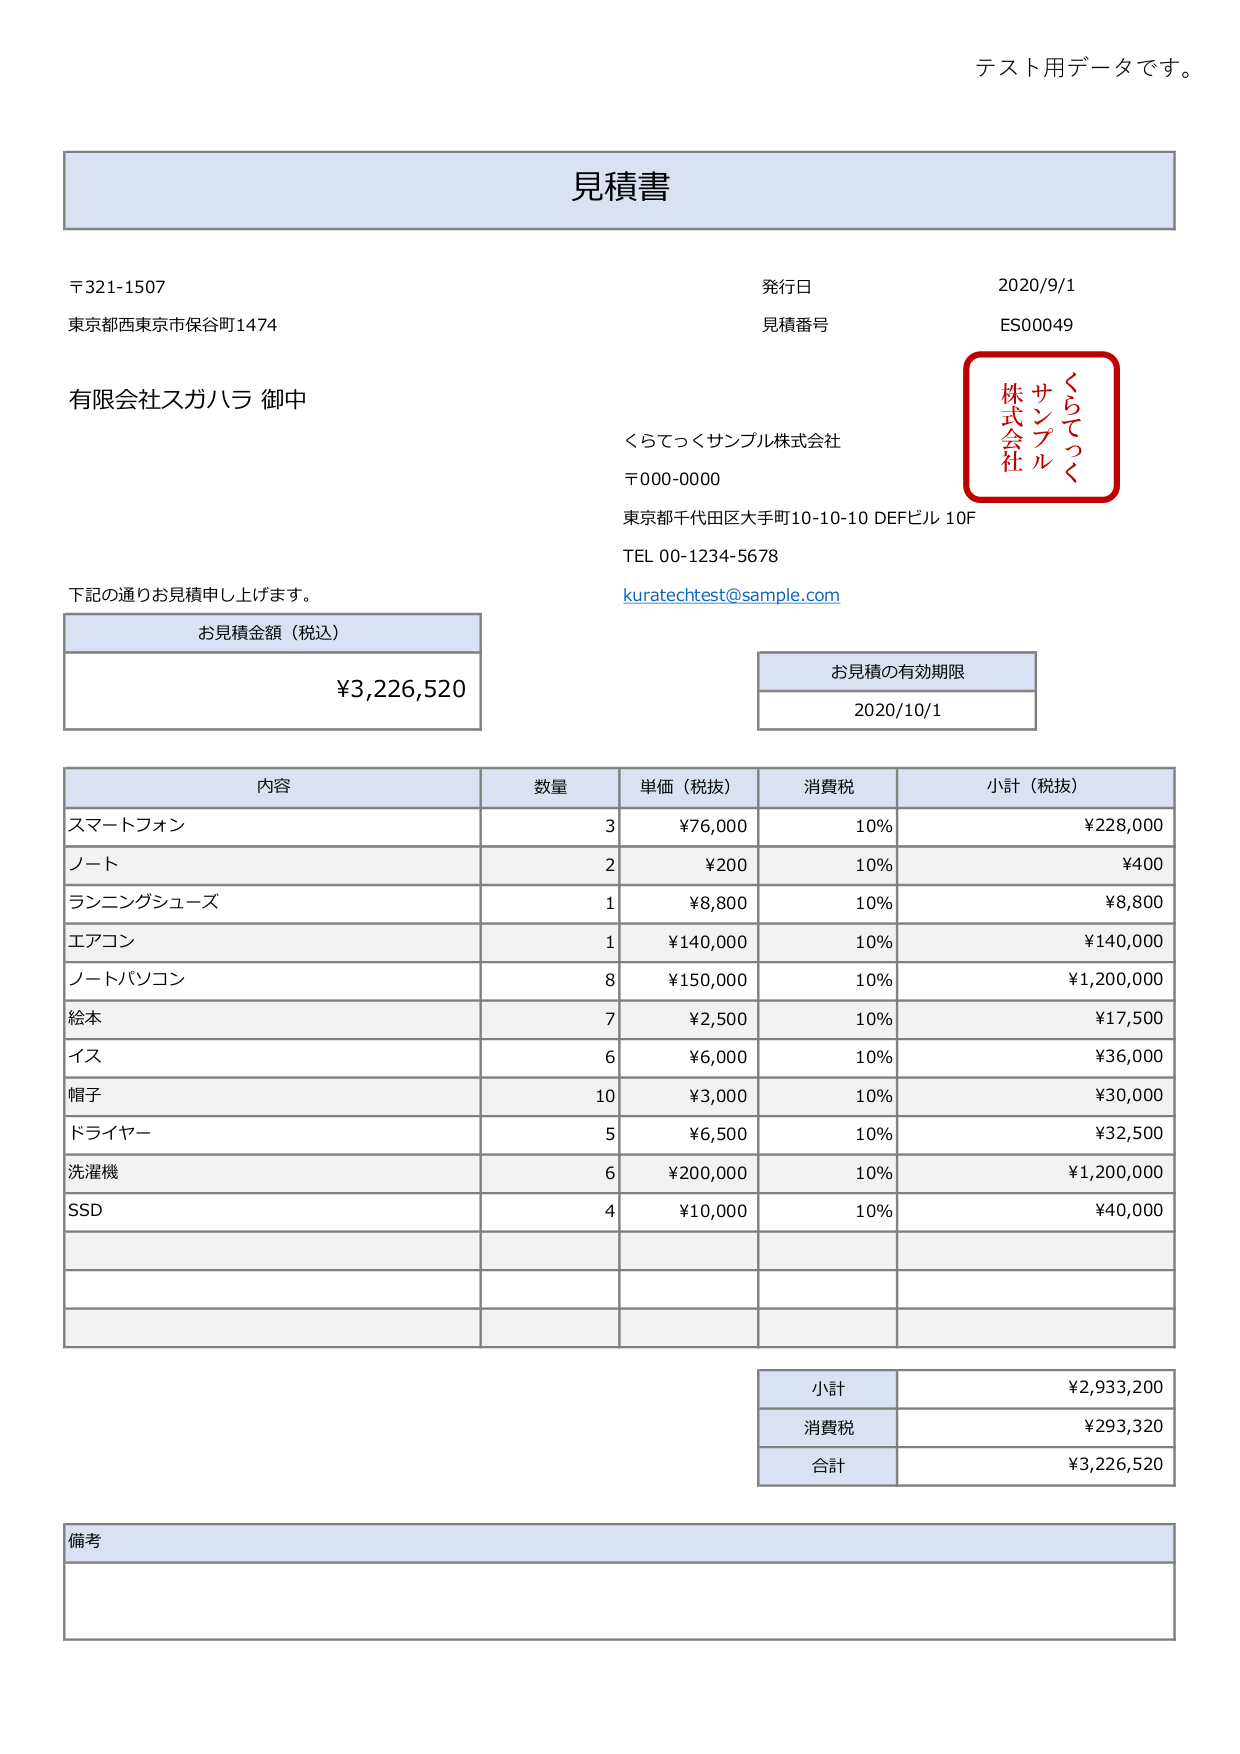 テスト用データです。
見積書
〒321-1507
発行日 2020/9/1
東京都西東京市保谷町1474
見積番号 ES00049
有限会社スガハラ 御中
くらてっく
サンプル
株式会社
くらてっくサンプル株式会社
〒000-0000
東京都千代田区大手町10-10-10 DEFビル 10F
TEL 00-1234-5678
kuratechtest@sample.com
下記の通りお見積申し上げます。
お見積金額（税込）
¥3,226,520
お見積の有効期限
2020/10/1
内容 数量 単価（税抜） 消費税 小計（税抜）
スマートフォン 3 ¥76,000 10% ¥228,000
ノート 2 ¥200 10% ¥400
ランニングシューズ 1 ¥8,800 10% ¥8,800
エアコン 1 ¥140,000 10% ¥140,000
ノートパソコン 8 ¥150,000 10% ¥1,200,000
絵本 7 ¥2,500 10% ¥17,500
イス 6 ¥6,000 10% ¥36,000
帽子 10 ¥3,000 10% ¥30,000
ドライヤー 5 ¥6,500 10% ¥32,500
洗濯機 6 ¥200,000 10% ¥1,200,000
SSD 4 ¥10,000 10% ¥40,000
小計 ¥2,933,200
消費税 ¥293,320
合計 ¥3,226,520
備考